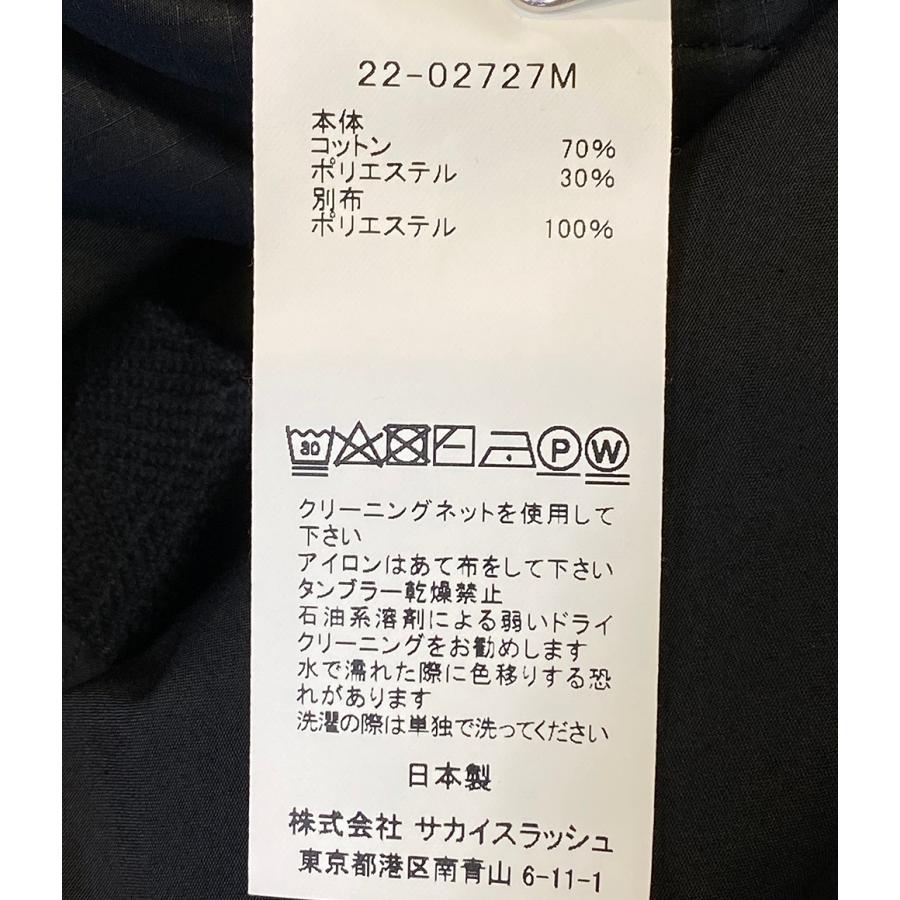 22-02727M
本体
コットン 70%
ポリエステル 30%
別布
ポリエステル 100%
30 P W
クリーニングネットを使用して
下さい
アイロンはあて布をして下さい
タンブラー乾燥禁止
石油系溶剤による弱いドライ
クリーニングをお勧めします
水で濡れた際に色移りする恐
れがあります
洗濯の際は単独で洗ってください
日本製
株式会社 サカイスラッシュ
東京都港区南青山 6-11-1